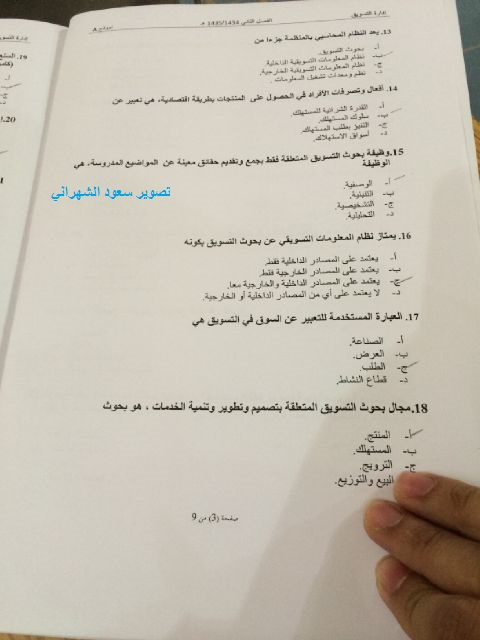 إدارة التسويق
الفصل الثاني 1435/1434 هـ
نموذج A
13. يعد النظام المحاسبي بالمنظمة جزءا من
أ- بحوث التسويق.
ب- نظام المعلومات التسويقية الداخلية.
ج- نظام المعلومات التسويقية الخارجية.
د- نظم ومعدات تشغيل المعلومات.
14. أفعال وتصرفات الأفراد في الحصول على المنتجات بطريقة اقتصادية، هي تعبير عن
أ- القدرة الشرائية للمستهلك.
ب- سلوك المستهلك.
ج- التنبؤ بطلب المستهلك.
د- أسواق الاستهلاك.
15. وظيفة بحوث التسويق المتعلقة فقط بجمع وتقديم حقائق معينة عن المواضيع المدروسة، هي
الوظيفة
أ- الوصفية.
ب- التنبئية.
ج- التشخيصية.
د- التحليلية.
تصوير سعود الشهراني
16. يمتاز نظام المعلومات التسويقي عن بحوث التسويق بكونه
أ- يعتمد على المصادر الداخلية فقط.
ب- يعتمد على المصادر الخارجية فقط.
ج- يعتمد على المصادر الداخلية والخارجية معا.
د- لا يعتمد على أي من المصادر الداخلية أو الخارجية.
17. العبارة المستخدمة للتعبير عن السوق في التسويق هي
أ- الصناعة.
ب- العرض.
ج- الطلب.
د- قطاع النشاط.
18. مجال بحوث التسويق المتعلقة بتصميم وتطوير وتنمية الخدمات ، هو بحوث
أ- المنتج.
ب- المستهلك.
ج- الترويج.
البيع والتوزيع.
صفحة (3) من 9
إدارة التسو
19. السلع
20.